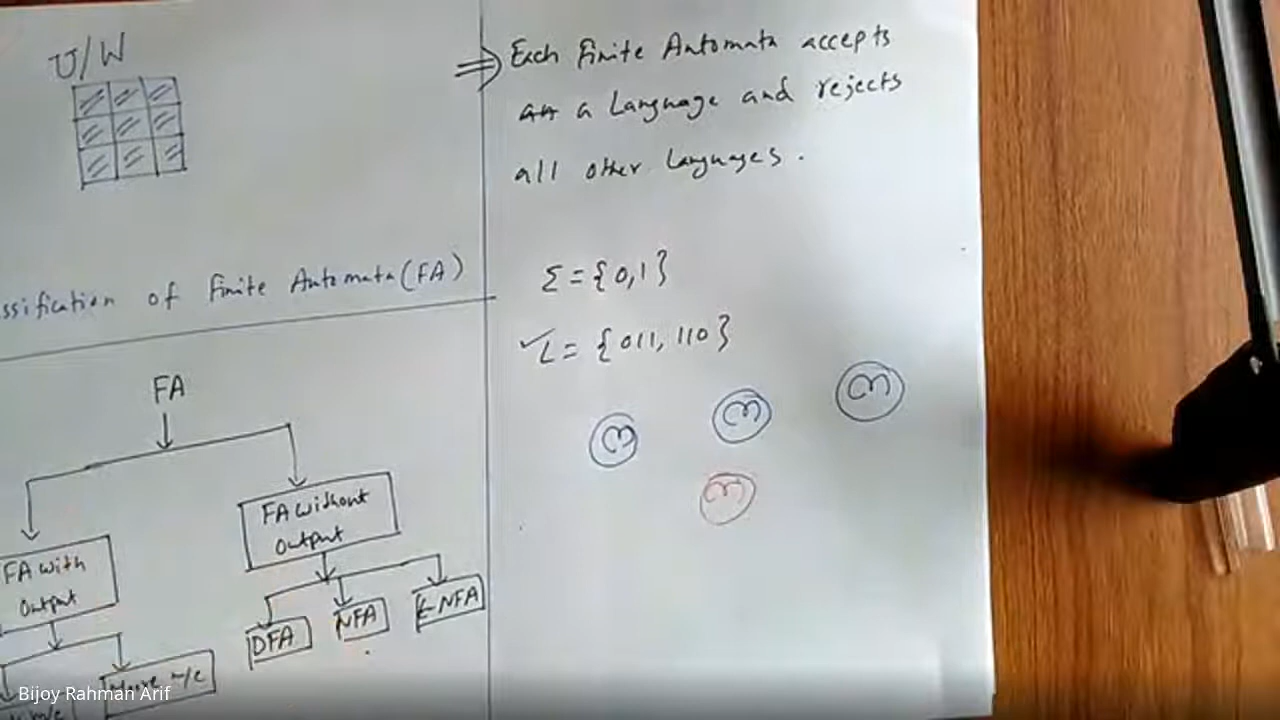 U/W
ssification of Finite Automata (FA)
FA
FA with
Output
FA without
Output
DFA
NFA
ε-NFA
m/c
m/c
⇒ Each Finite Automata accepts
a Language and rejects
all other Languages.
Σ = {0,1}
✓ L = {011, 110}
Bijoy Rahman Arif